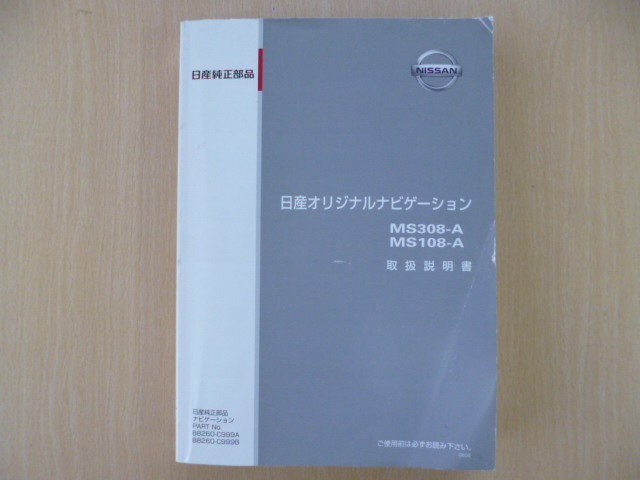 日産純正部品
NISSAN
日産オリジナルナビゲーション
MS308-A
MS108-A
取扱説明書
日産純正部品
ナビゲーション
PART No.
BB260-C999A
BB260-C999B
ご使用前は必ずお読み下さい。